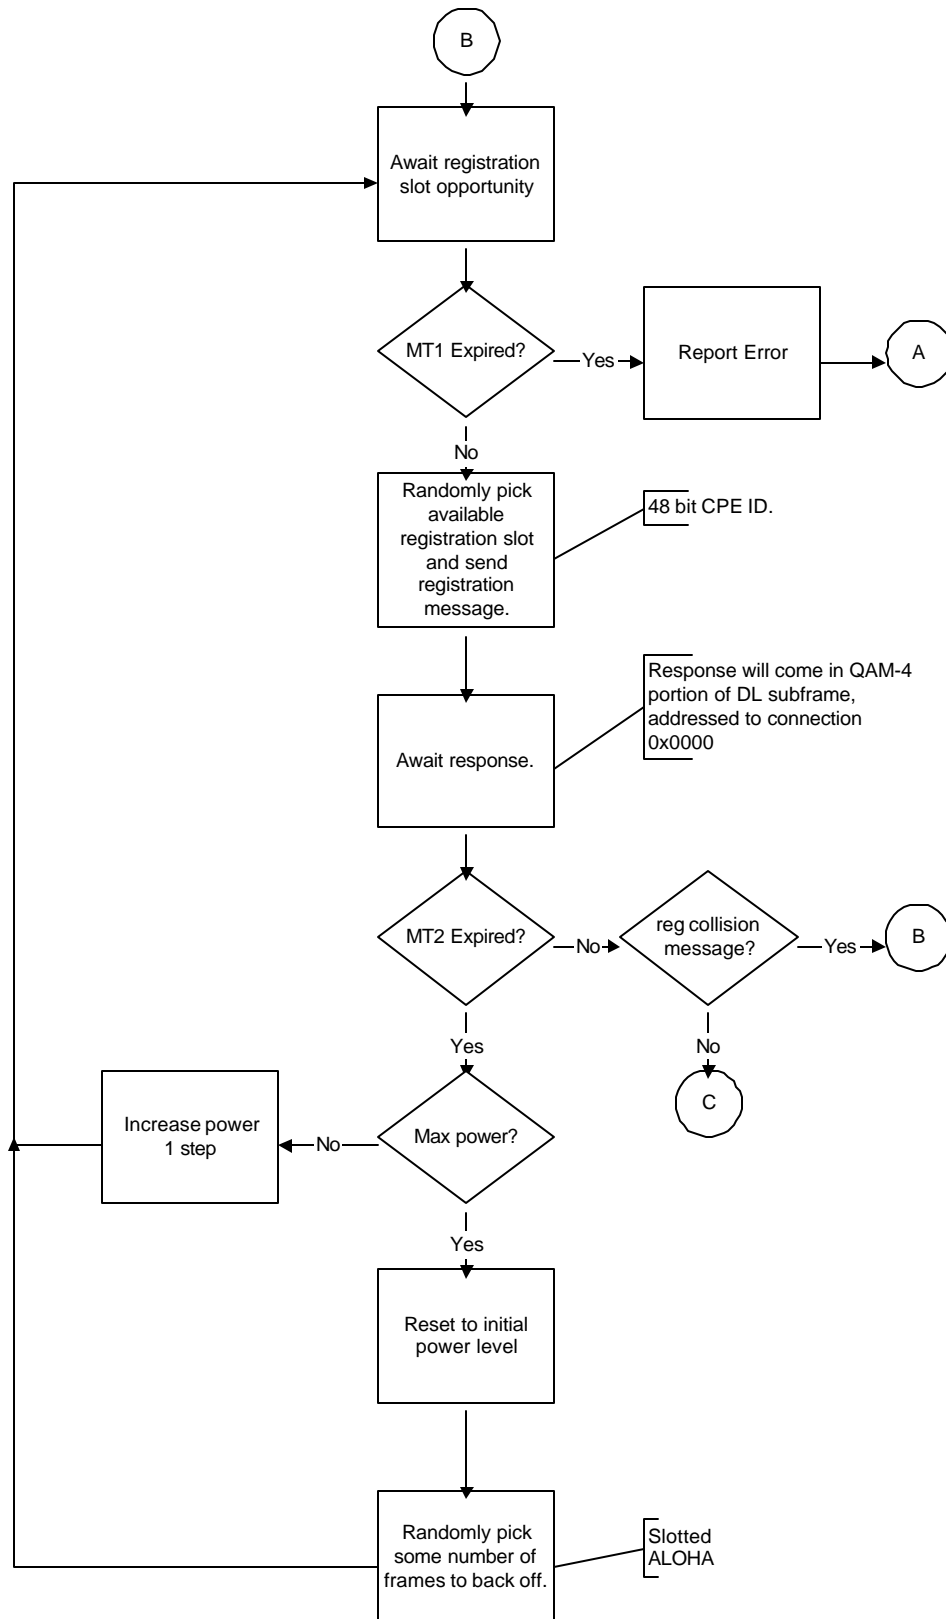 B
Await registration
slot opportunity
MT1 Expired?
Yes
Report Error
A
No
Randomly pick
available
registration slot
and send
registration
message.
48 bit CPE ID.
Await response.
Response will come in QAM-4
portion of DL subframe,
addressed to connection
0x0000
MT2 Expired?
No
reg collision
message?
Yes
B
Yes
No
C
Max power?
No
Increase power
1 step
Yes
Reset to initial
power level
Randomly pick
some number of
frames to back off.
Slotted
ALOHA